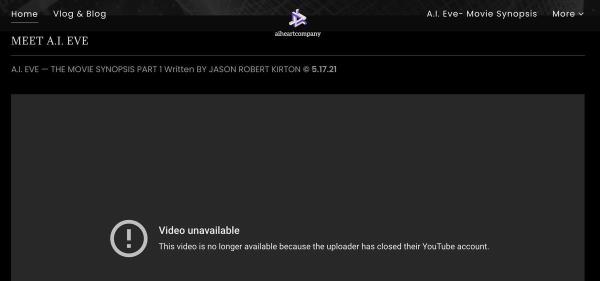 Home Vlog & Blog A.I. Eve- Movie Synopsis More
aiheartcompany
MEET A.I. EVE
A.I. EVE — THE MOVIE SYNOPSIS PART 1 Written BY JASON ROBERT KIRTON © 5.17.21
Video unavailable
This video is no longer available because the uploader has closed their YouTube account.